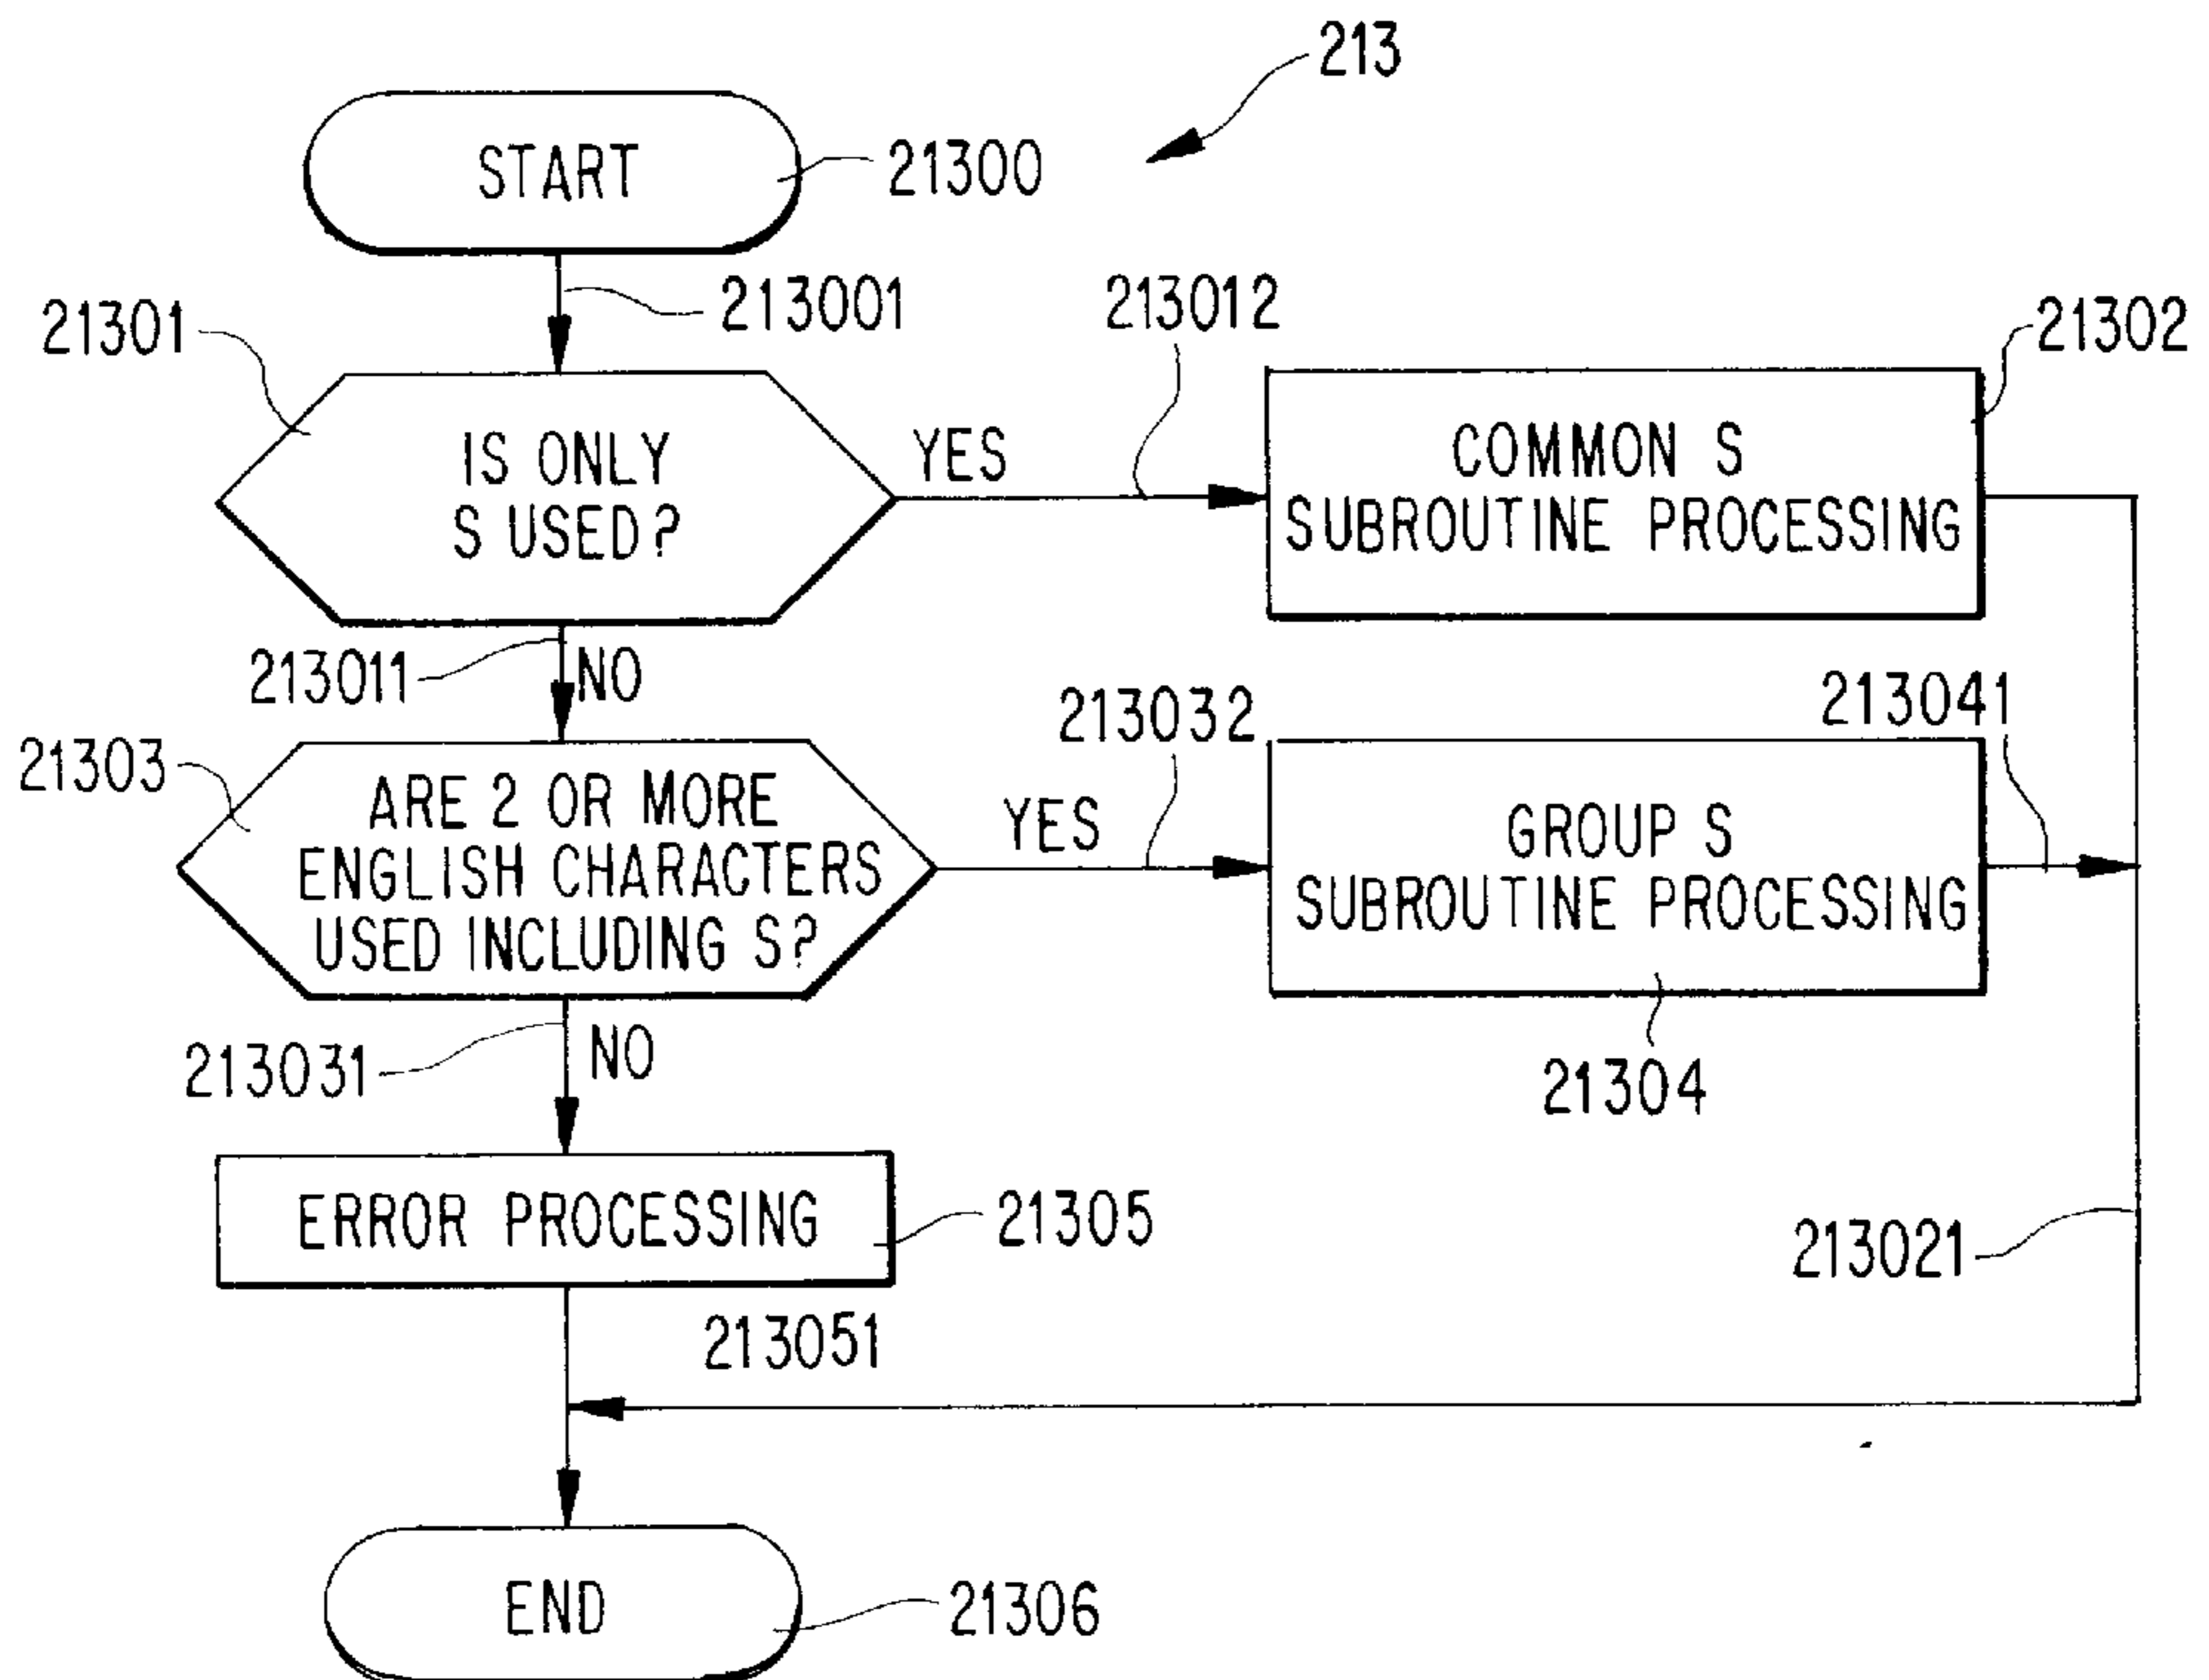 213
START
21300
213001
213012
21301
21302
IS ONLY
S USED?
YES
COMMON S
SUBROUTINE PROCESSING
213011
NO
213032
213041
21303
ARE 2 OR MORE
ENGLISH CHARACTERS
USED INCLUDING S?
YES
GROUP S
SUBROUTINE PROCESSING
213031
NO
21304
ERROR PROCESSING
21305
213021
213051
END
21306